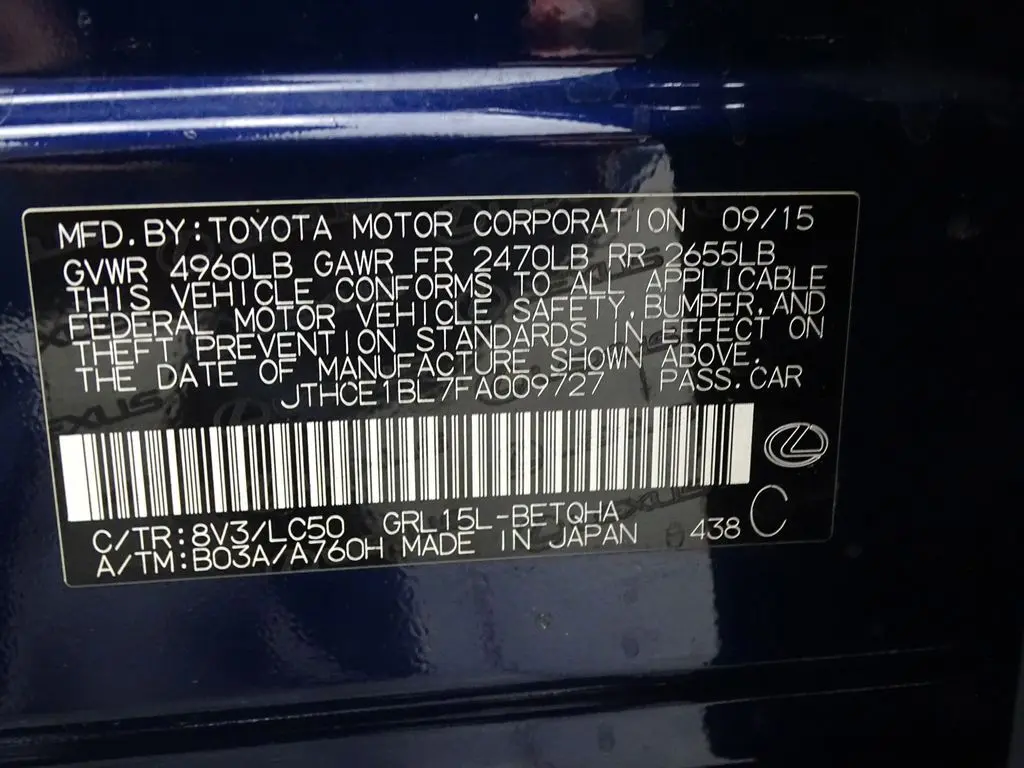 MFD.BY:TOYOTA MOTOR CORPORATION 09/15
GVWR 4960LB GAWR FR 2470LB RR 2655LB
THIS VEHICLE CONFORMS TO ALL APPLICABLE
FEDERAL MOTOR VEHICLE SAFETY,BUMPER,AND
THEFT PREVENTION STANDARDS IN EFFECT ON
THE DATE OF MANUFACTURE SHOWN ABOVE.
JTHCE1BL7FA009727 PASS.CAR
C/TR:8V3/LC50 GRL15L-BETQHA
A/TM:B03A/A760H MADE IN JAPAN 438 C